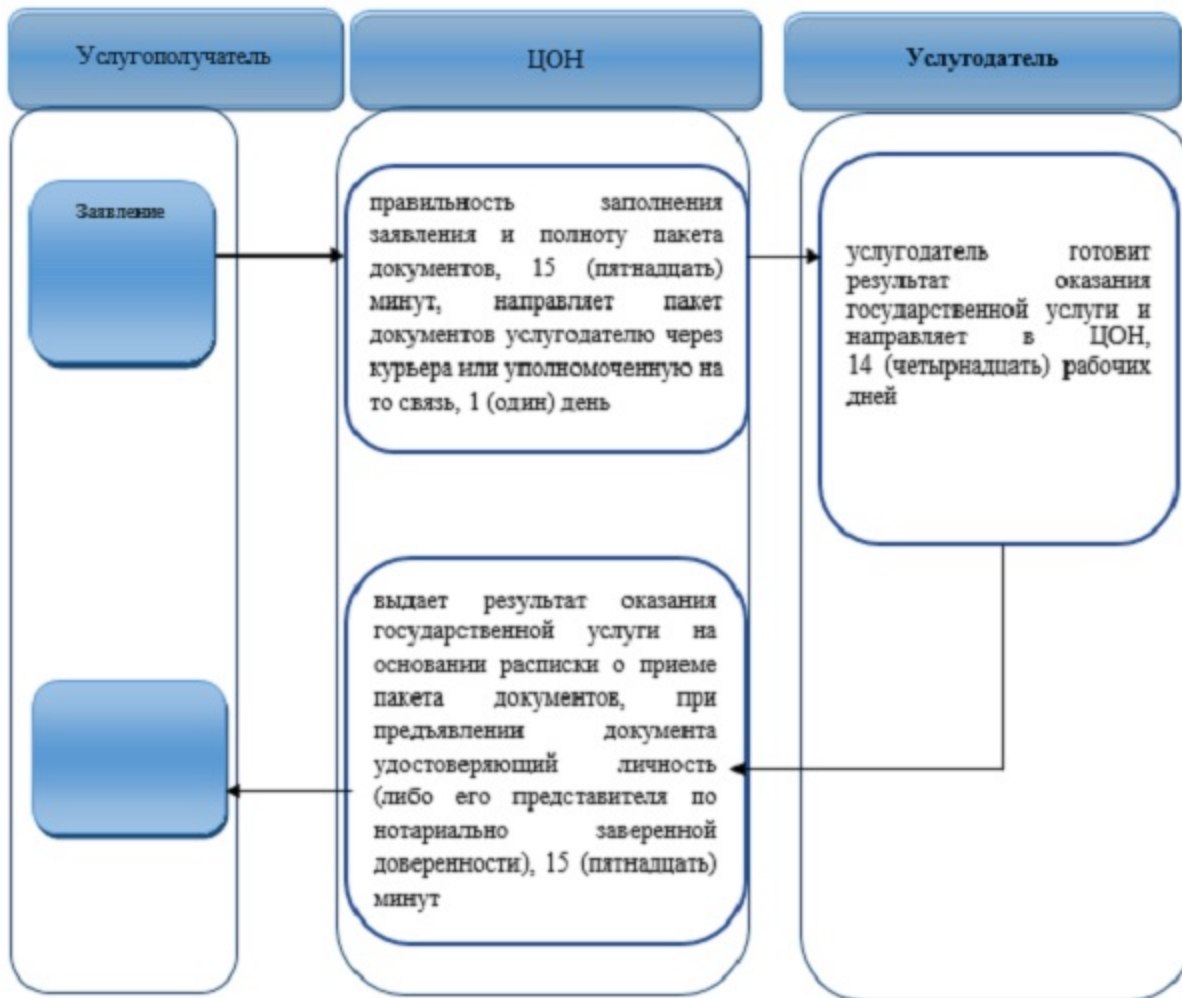 Услугополучатель
ЦОН
Услугодатель
Заявление
правильность заполнения
заявления и полноту пакета
документов, 15 (пятнадцать)
минут, направляет пакет
документов услугодателю через
курьера или уполномоченную на
то связь, 1 (один) день
услугодатель готовит
результат оказания
государственной услуги и
направляет в ЦОН,
14 (четырнадцать) рабочих
дней
выдает результат оказания
государственной услуги на
основании расписки о приеме
пакета документов, при
предъявлении документа
удостоверяющий личность
(либо его представителя по
нотариально заверенной
доверенности), 15 (пятнадцать)
минут